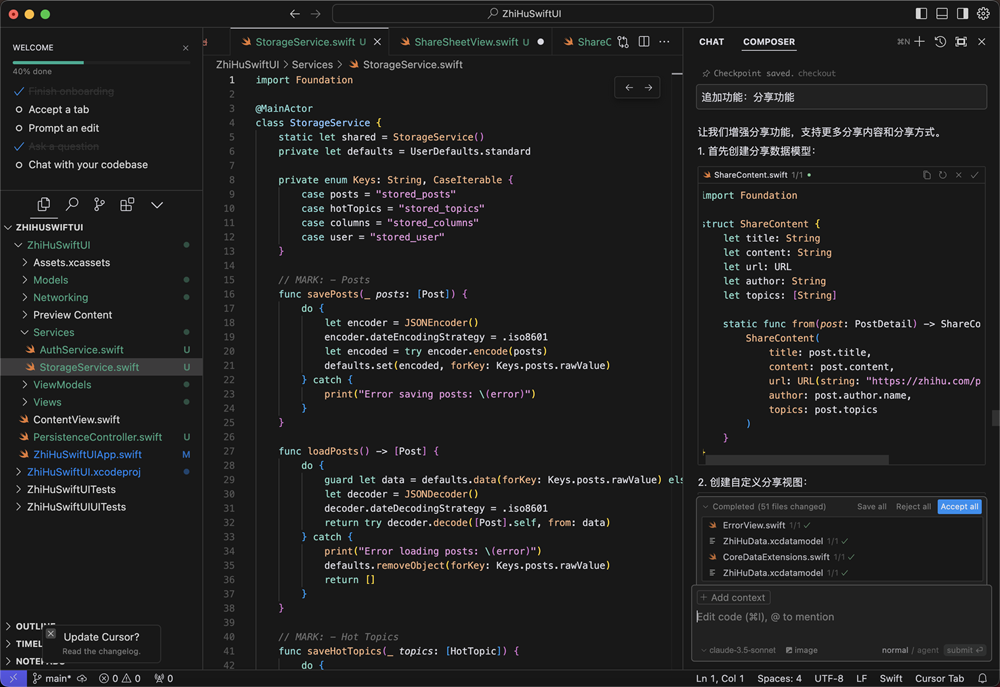 ZhiHuSwiftUI
WELCOME
40% done
Finish onboarding
Accept a tab
Prompt an edit
Ask a question
Chat with your codebase
ZHIHUSWIFTUI
ZhiHuSwiftUI
Assets.xcassets
Models
Networking
Preview Content
Services
AuthService.swift U
StorageService.swift U
ViewModels
Views
ContentView.swift
PersistenceController.swift U
ZhiHuSwiftUIApp.swift M
ZhiHuSwiftUI.xcodeproj
ZhiHuSwiftUITests
ZhiHuSwiftUIUITests
OUTLINE
TIMEL
NOTEPADS
Update Cursor?
Read the changelog.
StorageService.swift U
ShareSheetView.swift U
ShareC
ZhiHuSwiftUI > Services > StorageService.swift
1 import Foundation
2
3 @MainActor
4 class StorageService {
5 static let shared = StorageService()
6 private let defaults = UserDefaults.standard
7
8 private enum Keys: String, CaseIterable {
9 case posts = "stored_posts"
10 case hotTopics = "stored_topics"
11 case columns = "stored_columns"
12 case user = "stored_user"
13 }
14
15 // MARK: – Posts
16 func savePosts(_ posts: [Post]) {
17 do {
18 let encoder = JSONEncoder()
19 encoder.dateEncodingStrategy = .iso8601
20 let encoded = try encoder.encode(posts)
21 defaults.set(encoded, forKey: Keys.posts.rawValue)
22 } catch {
23 print("Error saving posts: \(error)")
24 }
25 }
26
27 func loadPosts() -> [Post] {
28 do {
29 guard let data = defaults.data(forKey: Keys.posts.rawValue) els
30 let decoder = JSONDecoder()
31 decoder.dateDecodingStrategy = .iso8601
32 return try decoder.decode([Post].self, from: data)
33 } catch {
34 print("Error loading posts: \(error)")
35 defaults.removeObject(forKey: Keys.posts.rawValue)
36 return []
37 }
38 }
39
40 // MARK: – Hot Topics
41 func saveHotTopics(_ topics: [HotTopic]) {
42 do {
CHAT COMPOSER ⌘N
Checkpoint saved. checkout
追加功能：分享功能
让我们增强分享功能，支持更多分享内容和分享方式。
1. 首先创建分享数据模型：
ShareContent.swift 1/1
import Foundation
struct ShareContent {
let title: String
let content: String
let url: URL
let author: String
let topics: [String]
static func from(post: PostDetail) -> ShareCo
ShareContent(
title: post.title,
content: post.content,
url: URL(string: "https://zhihu.com/p
author: post.author.name,
topics: post.topics
)
}
2. 创建自定义分享视图：
Completed (51 files changed) Save all Reject all Accept all
ErrorView.swift 1/1
ZhiHuData.xcdatamodel 1/1
CoreDataExtensions.swift 1/1
ZhiHuData.xcdatamodel 1/1
+ Add context
Edit code (⌘I), @ to mention
claude-3.5-sonnet image normal / agent submit
main* 0 0 0
Ln 1, Col 1 Spaces: 4 UTF-8 LF Swift Cursor Tab